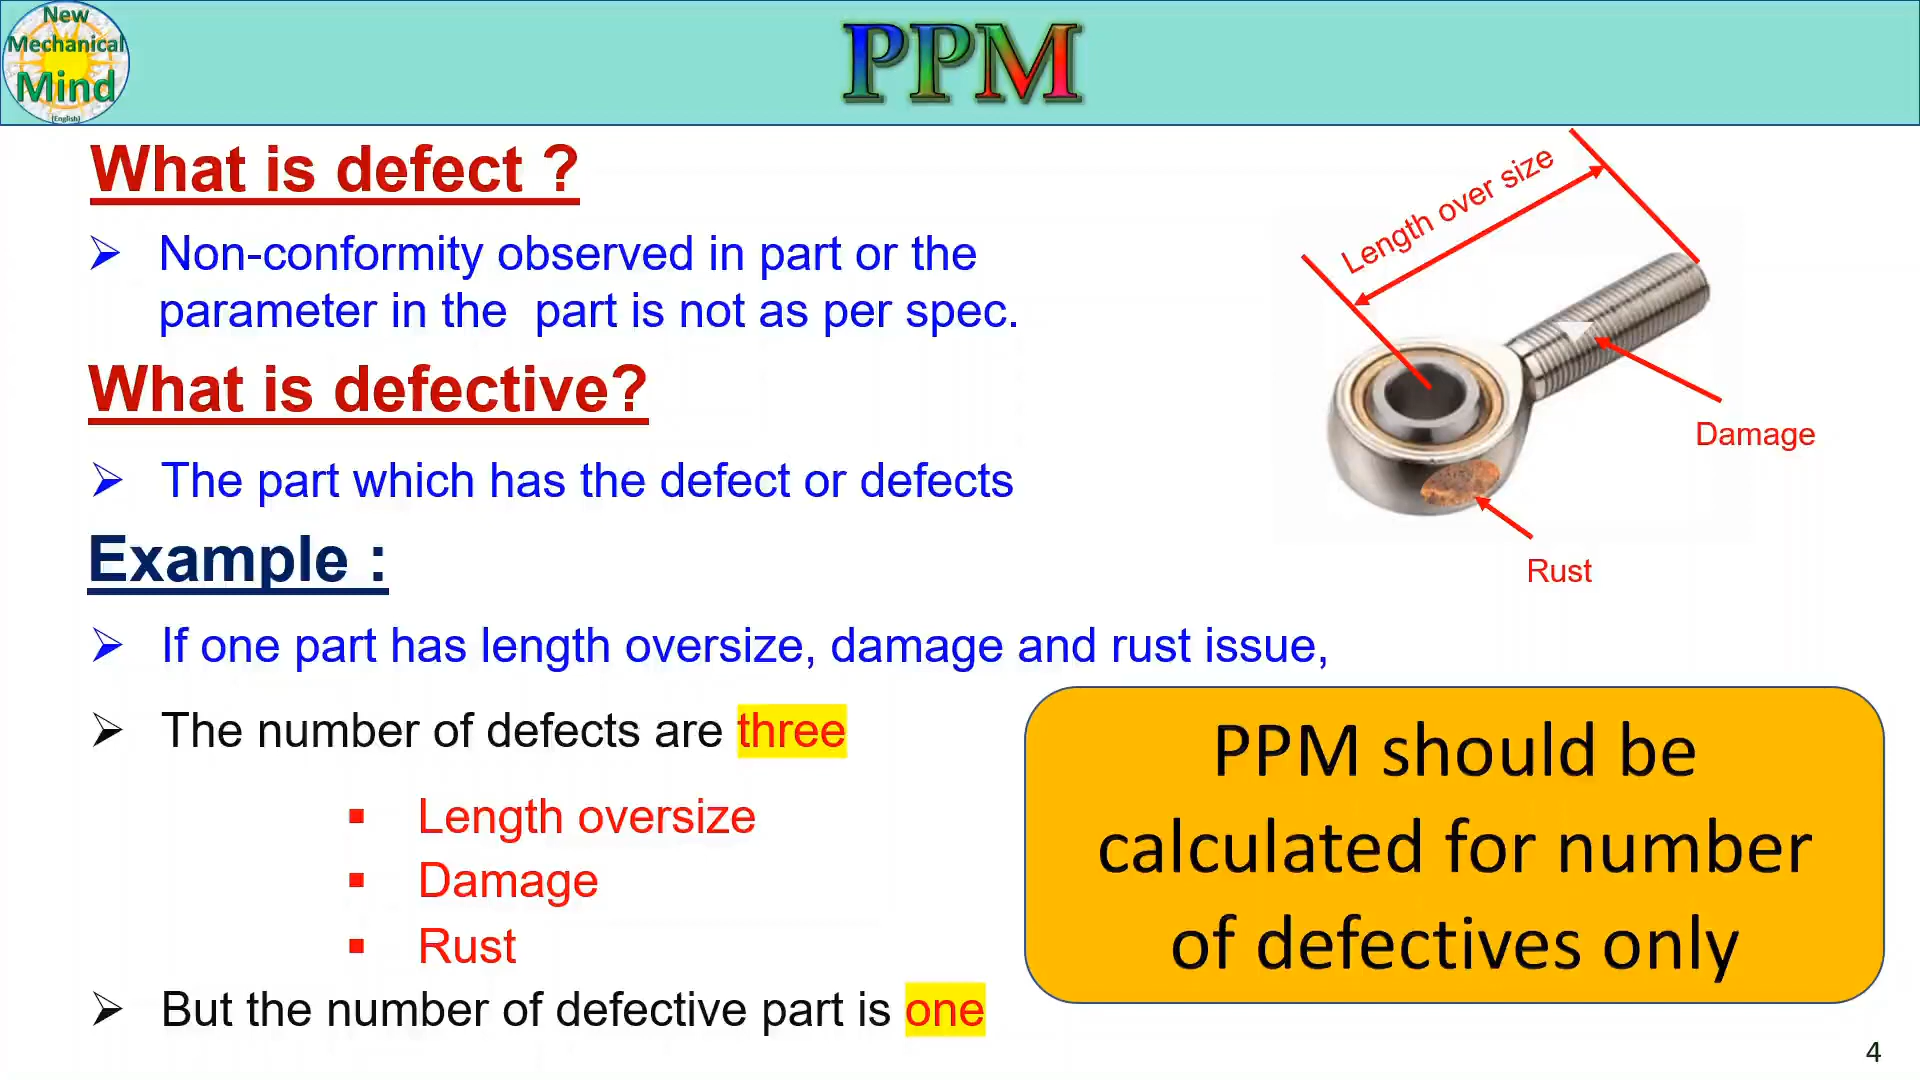 New
Mechanical
Mind
(English)
PPM
What is defect ?
➢ Non-conformity observed in part or the
parameter in the  part is not as per spec.
What is defective?
➢ The part which has the defect or defects
Example :
➢ If one part has length oversize, damage and rust issue,
➢ The number of defects are three
▪ Length oversize
▪ Damage
▪ Rust
➢ But the number of defective part is one
Length over size
Damage
Rust
PPM should be
calculated for number
of defectives only
4